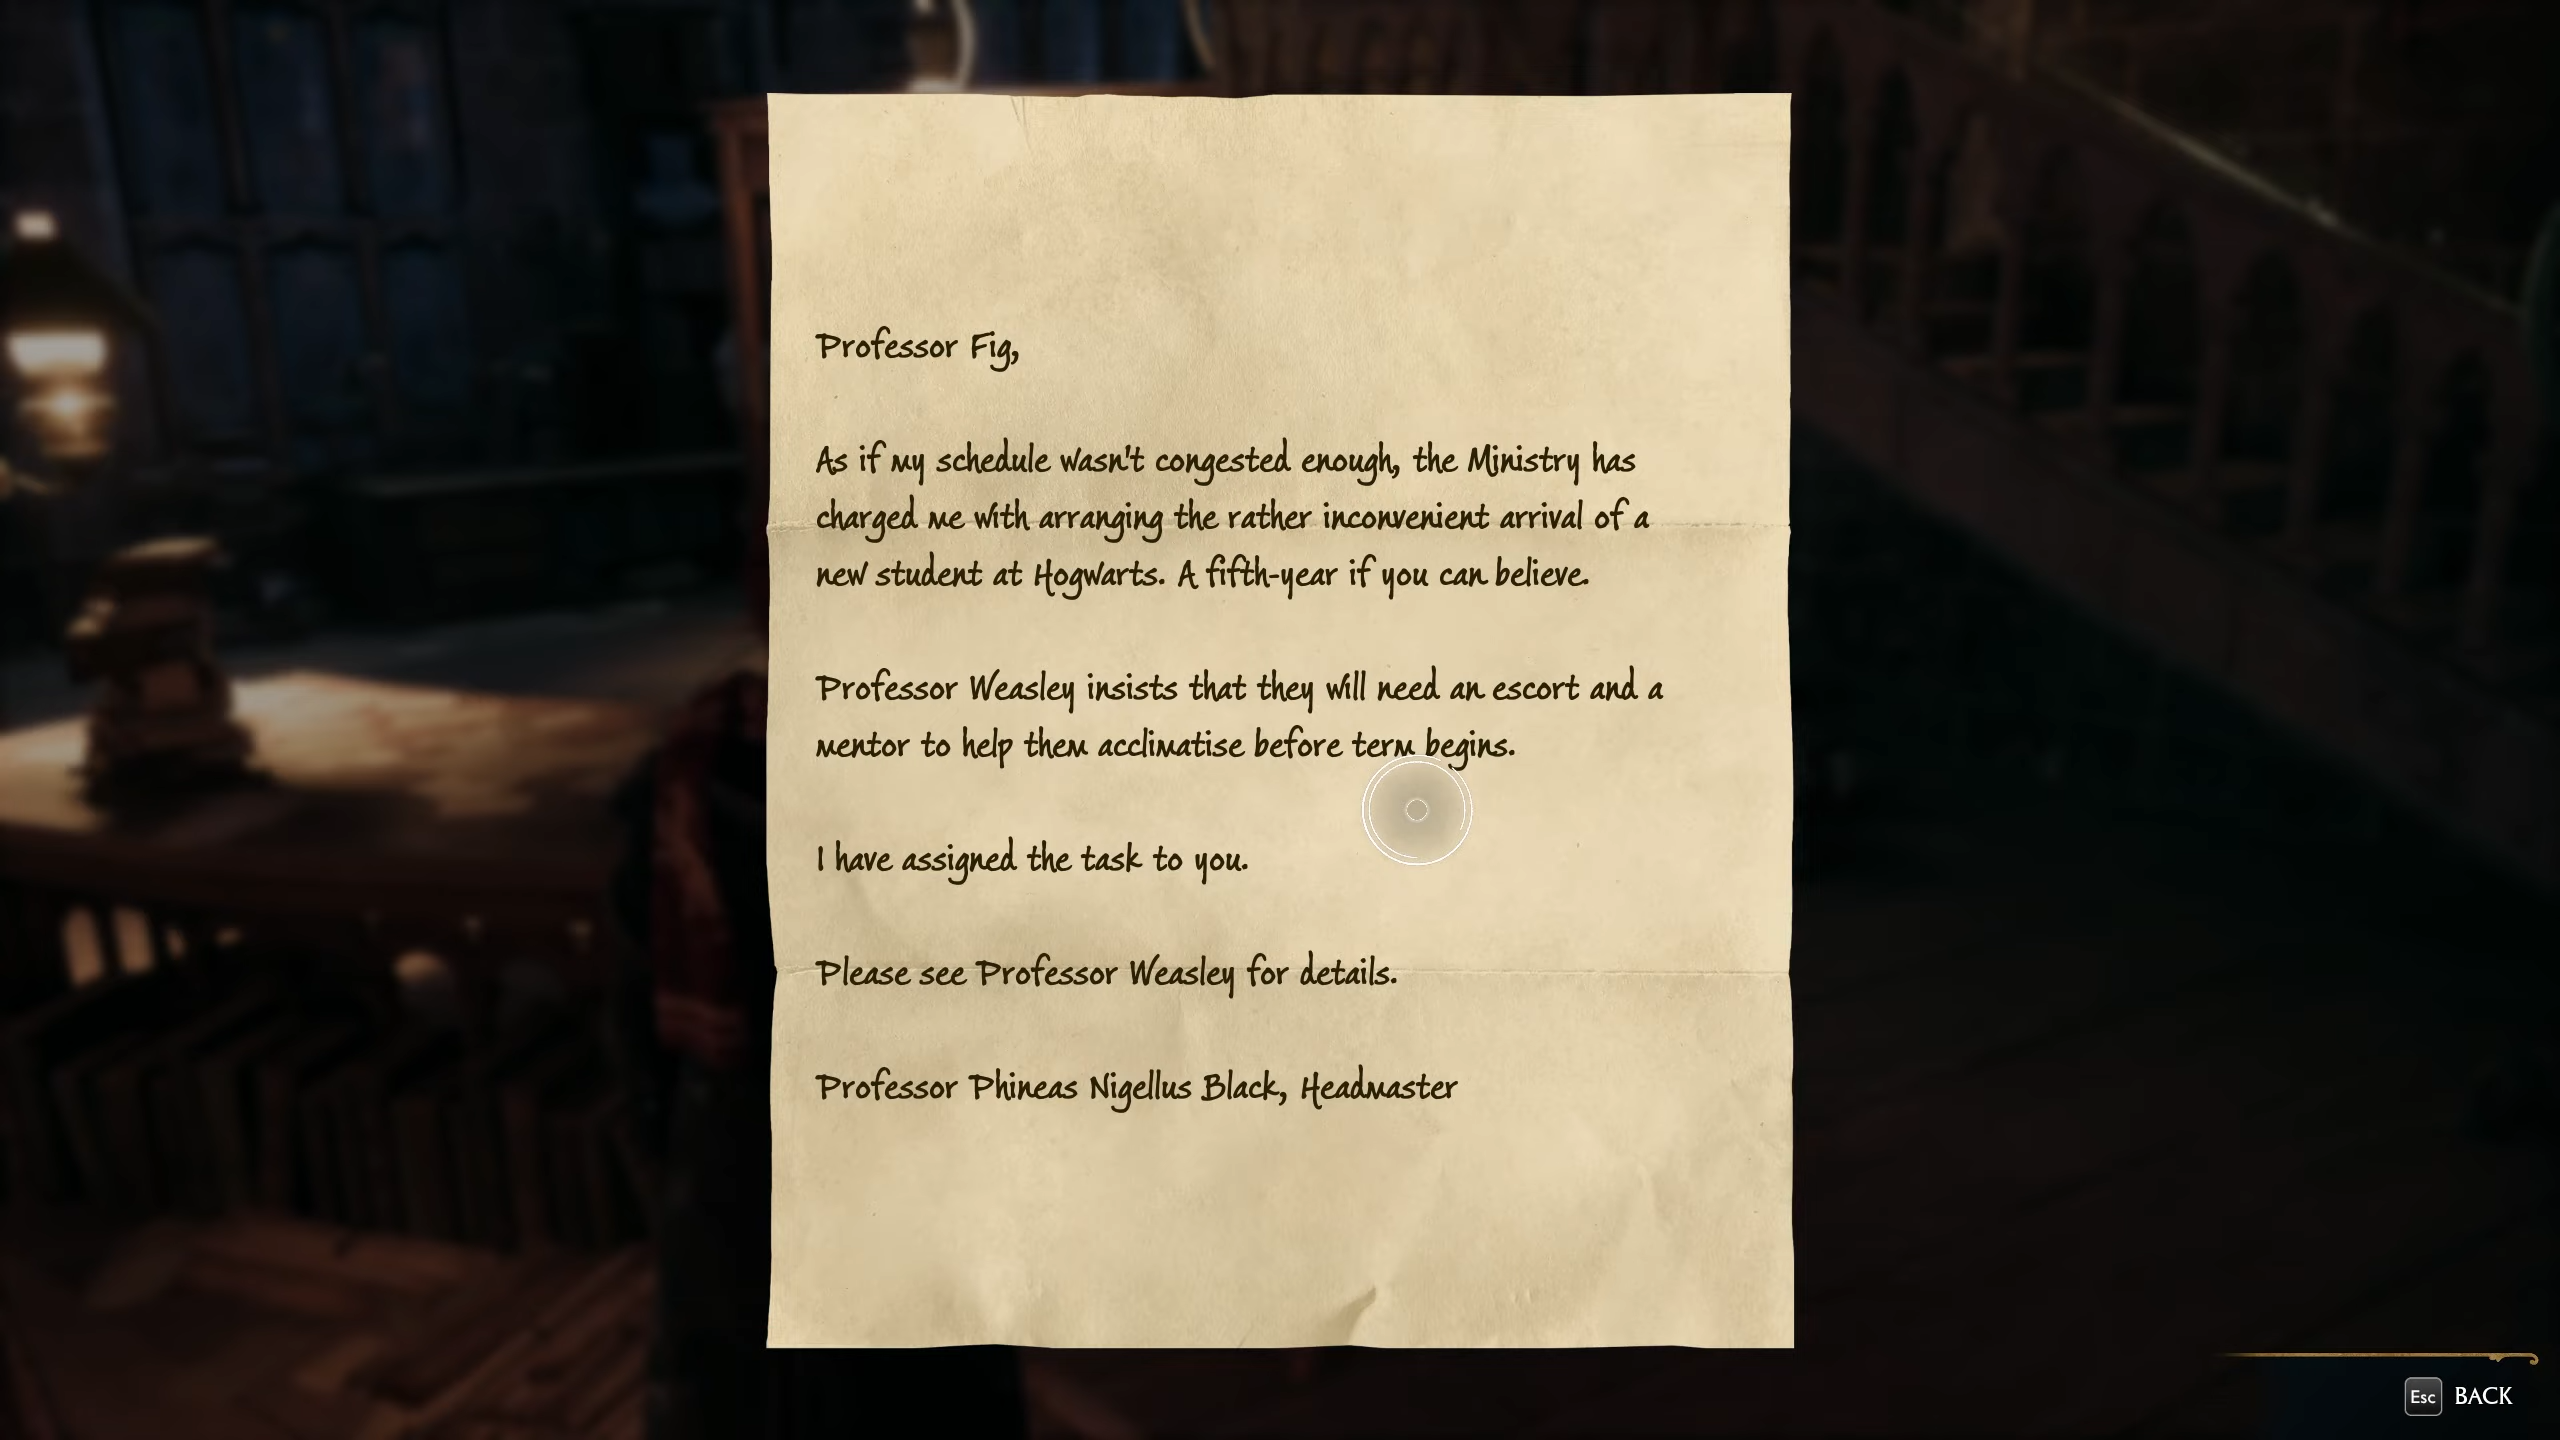 Professor Fig,
As if my schedule wasn't congested enough, the Ministry has
charged me with arranging the rather inconvenient arrival of a
new student at Hogwarts. A fifth-year if you can believe.
Professor Weasley insists that they will need an escort and a
mentor to help them acclimatise before term begins.
I have assigned the task to you.
Please see Professor Weasley for details.
Professor Phineas Nigellus Black, Headmaster
Esc BACK